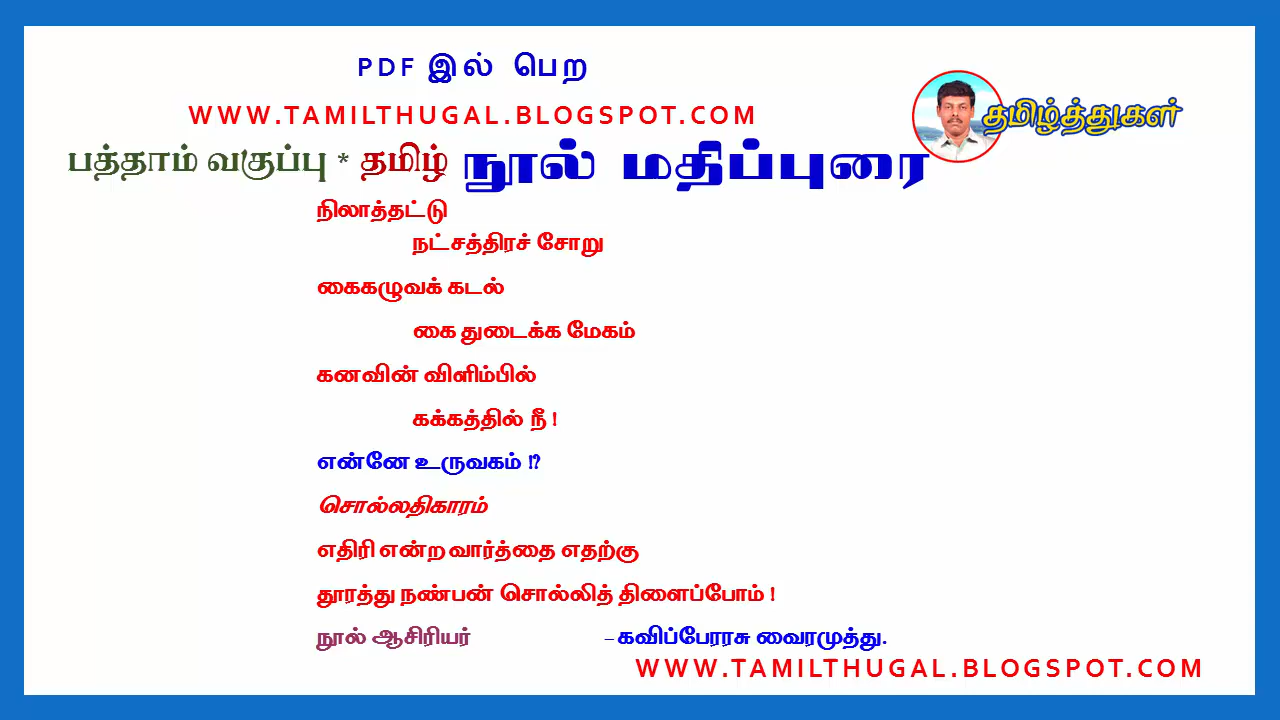 PDF இல் பெற
WWW.TAMILTHUGAL.BLOGSPOT.COM
தமிழ்த்துகள்
பத்தாம் வகுப்பு * தமிழ் நூல் மதிப்புரை
நிலாத்தட்டு
நட்சத்திரச் சோறு
கைகழுவக் கடல்
கை துடைக்க மேகம்
கனவின் விளிம்பில்
கக்கத்தில் நீ !
என்னே உருவகம் !?
சொல்லதிகாரம்
எதிரி என்ற வார்த்தை எதற்கு
தூரத்து நண்பன் சொல்லித் திளைப்போம் !
நூல் ஆசிரியர் – கவிப்பேரரசு வைரமுத்து.
WWW.TAMILTHUGAL.BLOGSPOT.COM